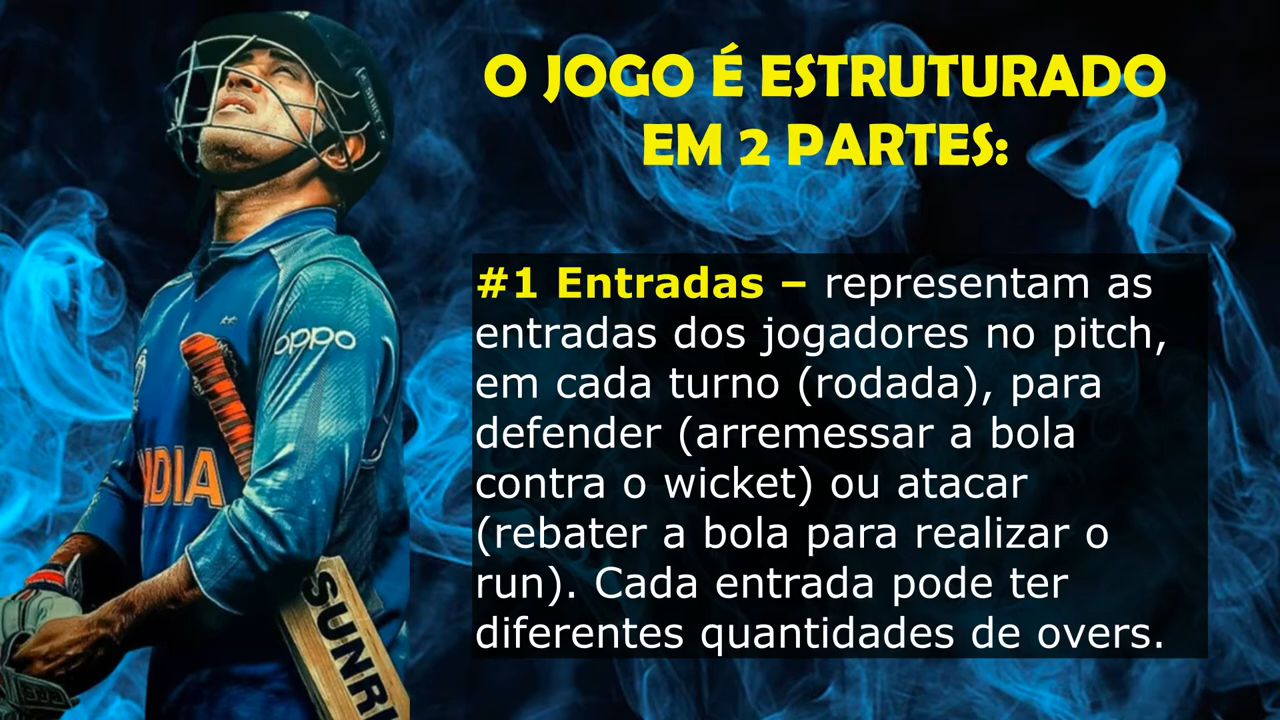 O JOGO É ESTRUTURADO
EM 2 PARTES:
#1 Entradas – representam as
entradas dos jogadores no pitch,
em cada turno (rodada), para
defender (arremessar a bola
contra o wicket) ou atacar
(rebater a bola para realizar o
run). Cada entrada pode ter
diferentes quantidades de overs.
oppo
NDIA
SUNRI